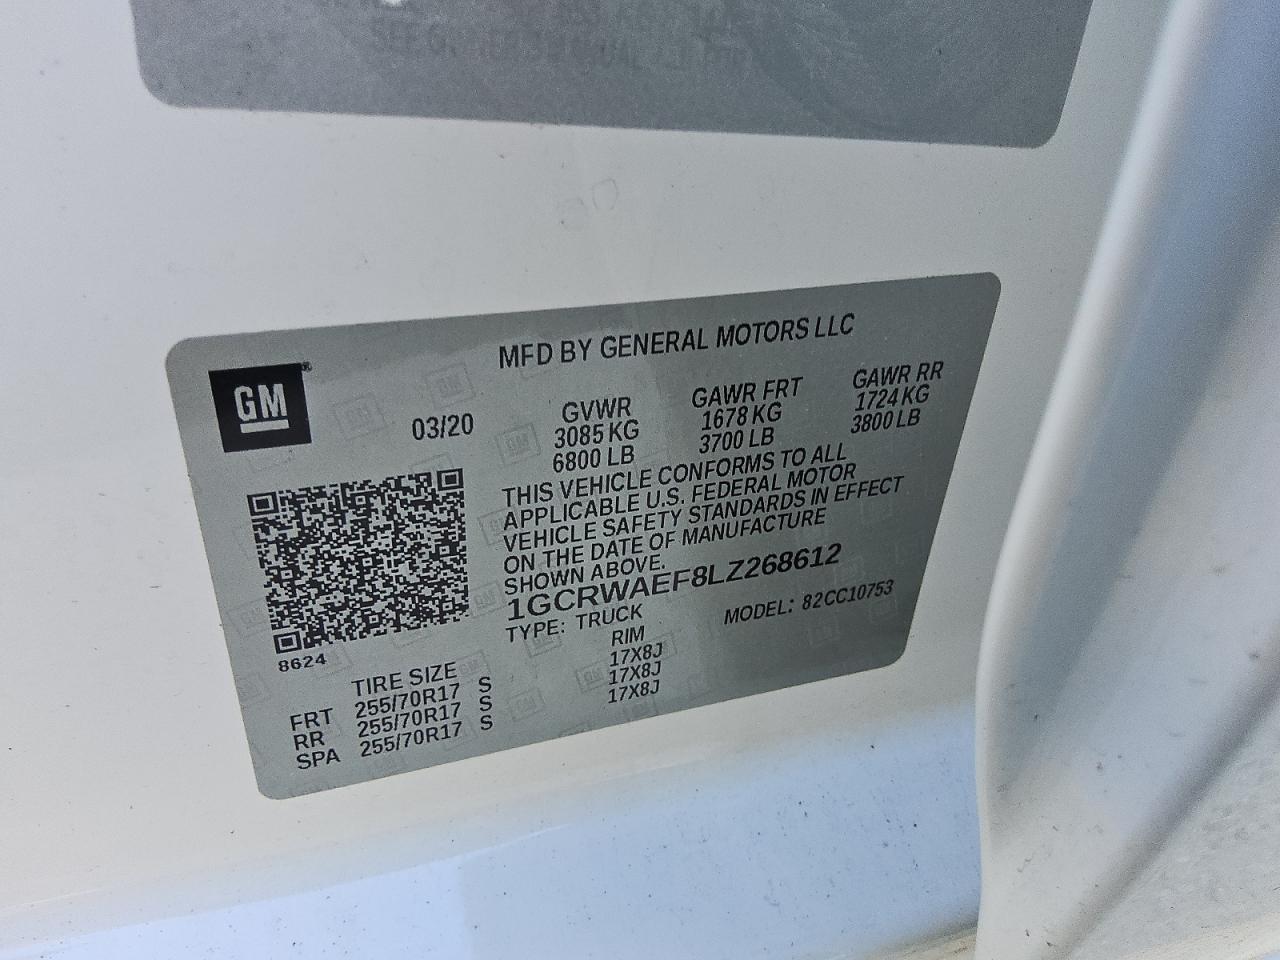 MANUAL
MFD BY GENERAL MOTORS LLC
GM
03/20
GVWR GAWR FRT GAWR RR
3085 KG 1678 KG 1724 KG
6800 LB 3700 LB 3800 LB
THIS VEHICLE CONFORMS TO ALL
APPLICABLE U.S. FEDERAL MOTOR
VEHICLE SAFETY STANDARDS IN EFFECT
ON THE DATE OF MANUFACTURE
SHOWN ABOVE.
1GCRWAEF8LZ268612
TYPE: TRUCK MODEL: 82CC10753
8624
TIRE SIZE RIM
FRT 255/70R17 S 17X8J
RR 255/70R17 S 17X8J
SPA 255/70R17 S 17X8J